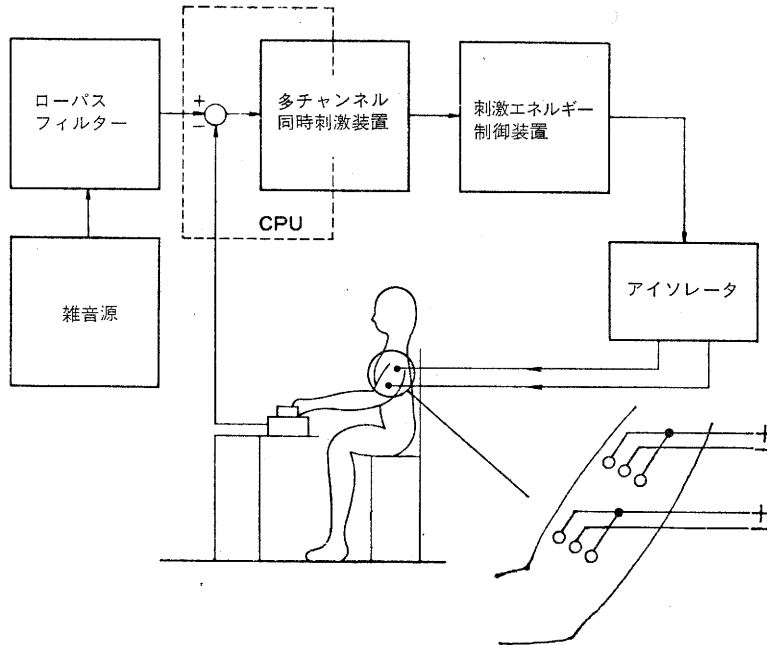 ローパス
フィルター
+
−
多チャンネル
同時刺激装置
刺激エネルギー
制御装置
CPU
雑音源
アイソレータ
+
−
+
−